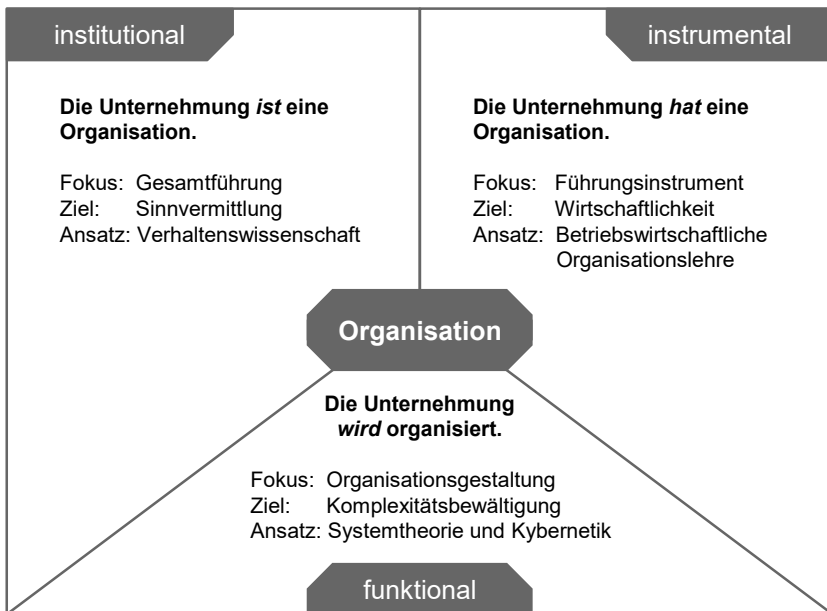 institutional
Die Unternehmung ist eine
Organisation.
Fokus: Gesamtführung
Ziel: Sinnvermittlung
Ansatz: Verhaltenswissenschaft
instrumental
Die Unternehmung hat eine
Organisation.
Fokus: Führungsinstrument
Ziel: Wirtschaftlichkeit
Ansatz: Betriebswirtschaftliche
Organisationslehre
Organisation
Die Unternehmung
wird organisiert.
Fokus: Organisationsgestaltung
Ziel: Komplexitätsbewältigung
Ansatz: Systemtheorie und Kybernetik
funktional